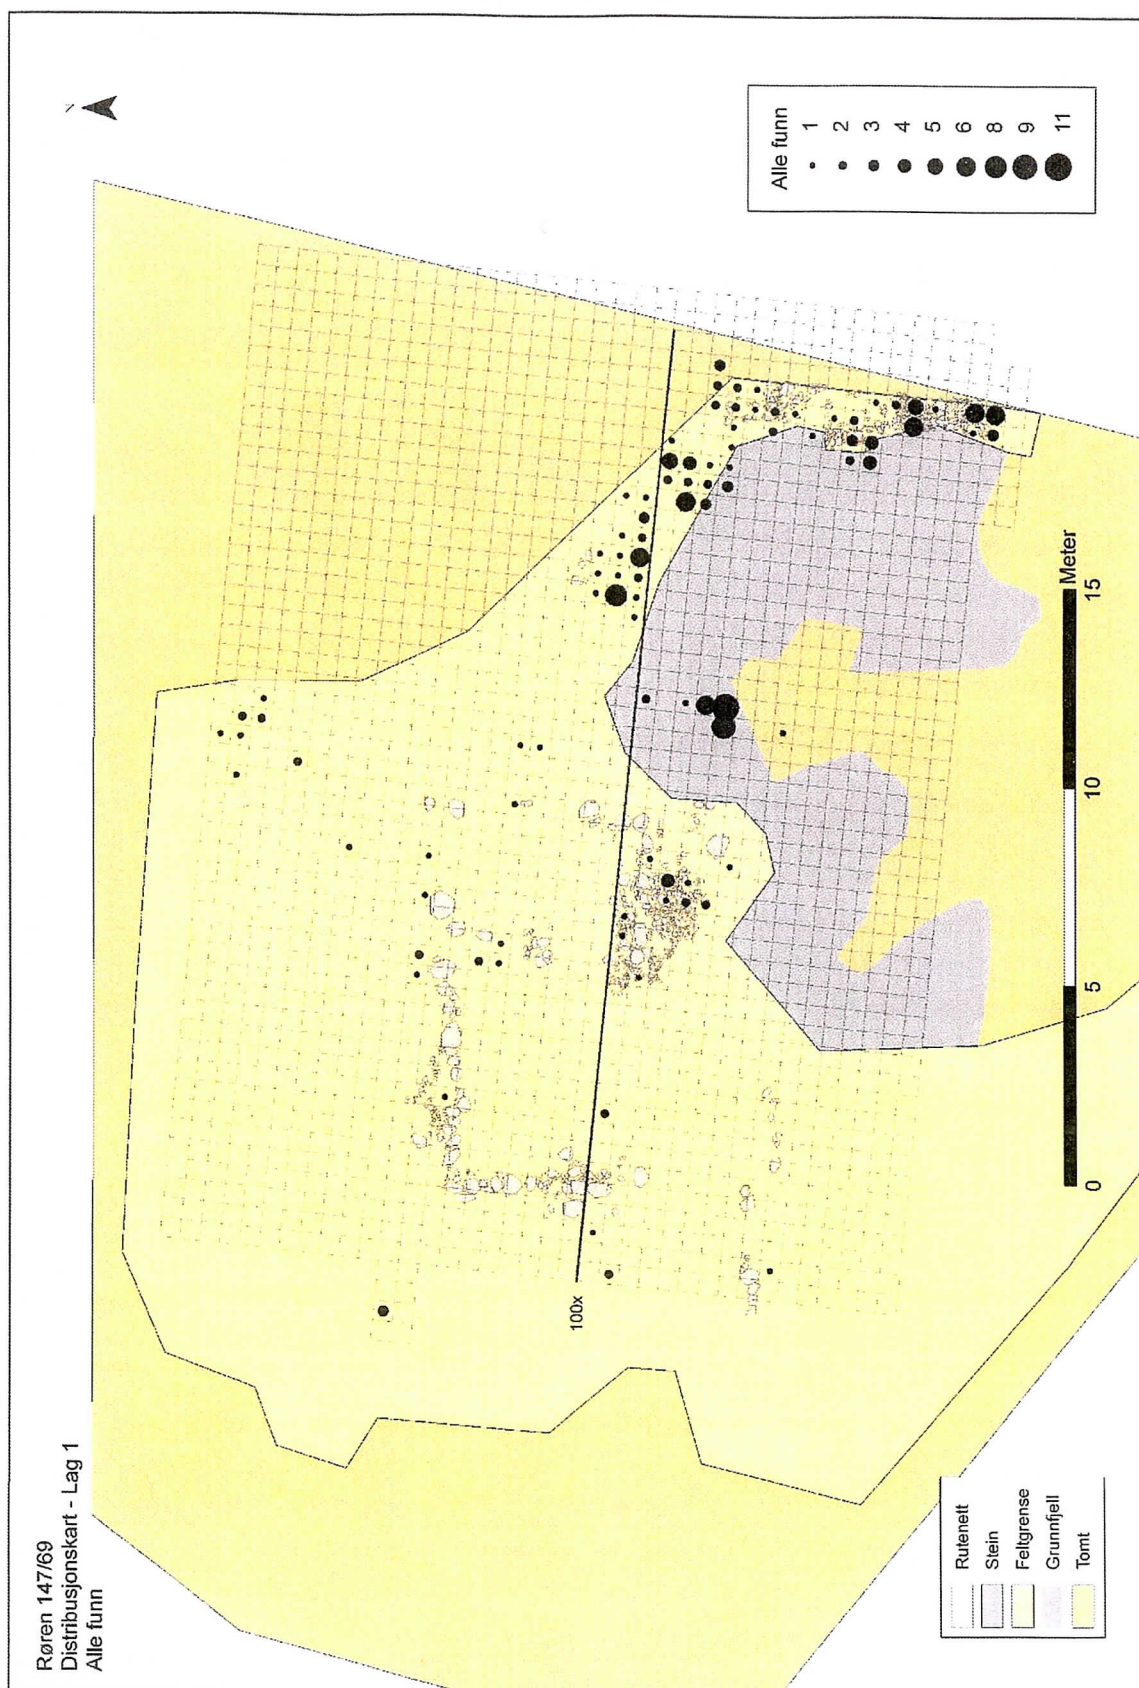 Røren 147/69
Distribusjonskart - Lag 1
Alle funn
N
Alle funn
1
2
3
4
5
6
8
9
11
100x
Rutenett
Stein
Feltgrense
Grunnfjell
Tomt
0
5
10
15
Meter